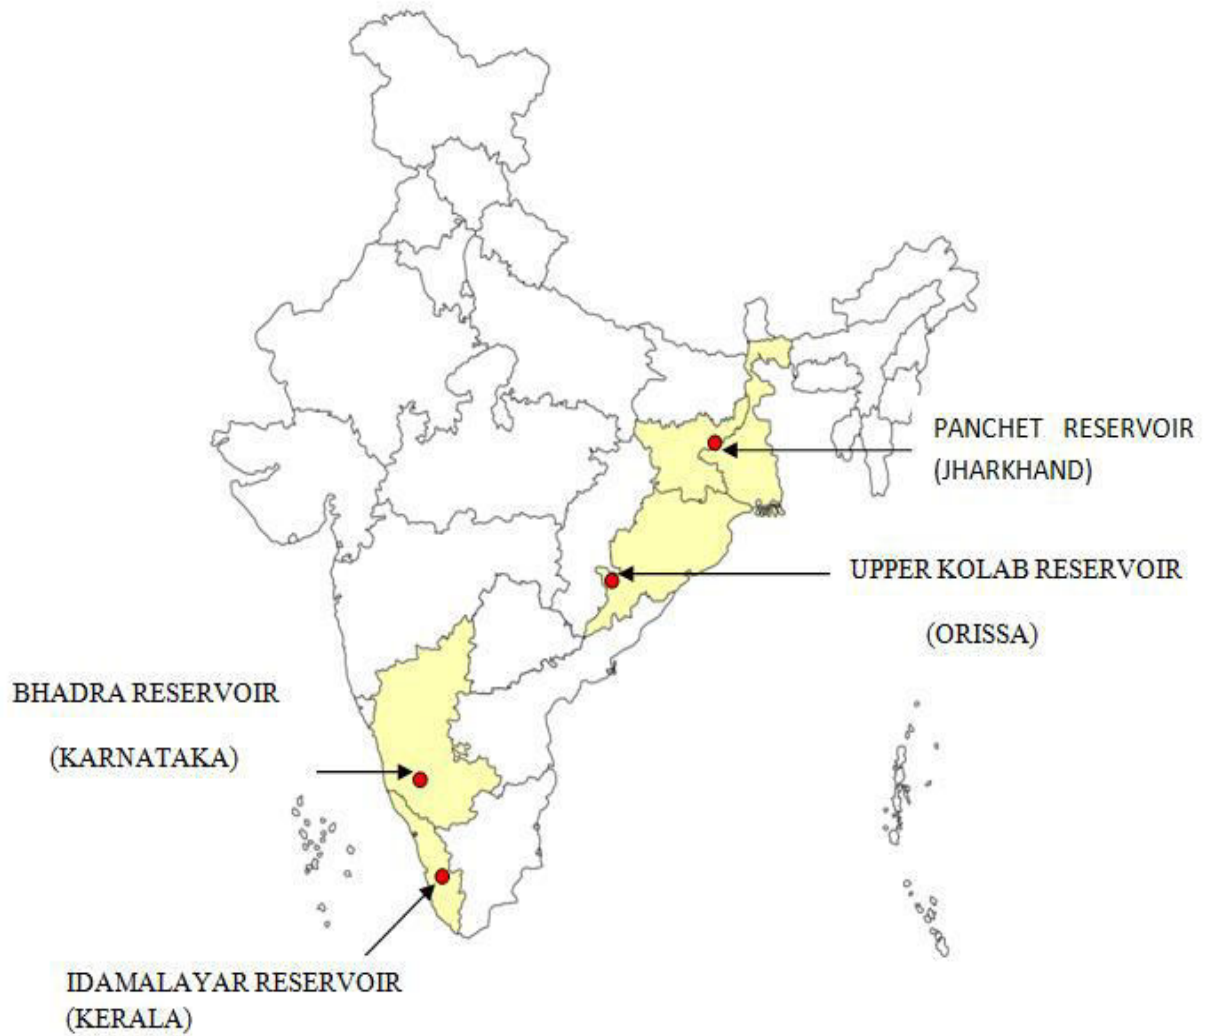 PANCHET RESERVOIR
(JHARKHAND)
UPPER KOLAB RESERVOIR
(ORISSA)
BHADRA RESERVOIR
(KARNATAKA)
IDAMALAYAR RESERVOIR
(KERALA)